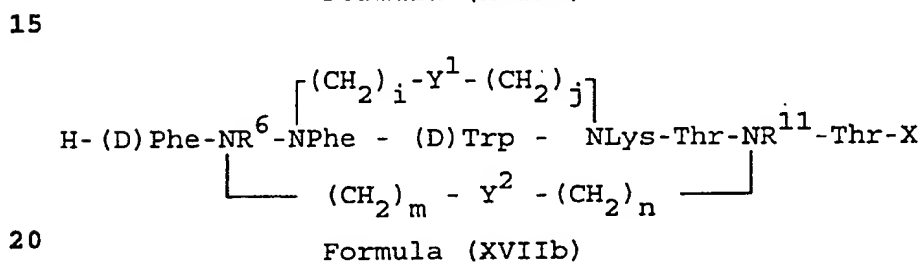 15
(CH₂)ᵢ-Y¹-(CH₂)ⱼ
H-(D)Phe-NR⁶-NPhe - (D)Trp - NLys-Thr-NR¹¹-Thr-X
(CH₂)ₘ - Y² -(CH₂)ₙ
20
Formula (XVIIb)